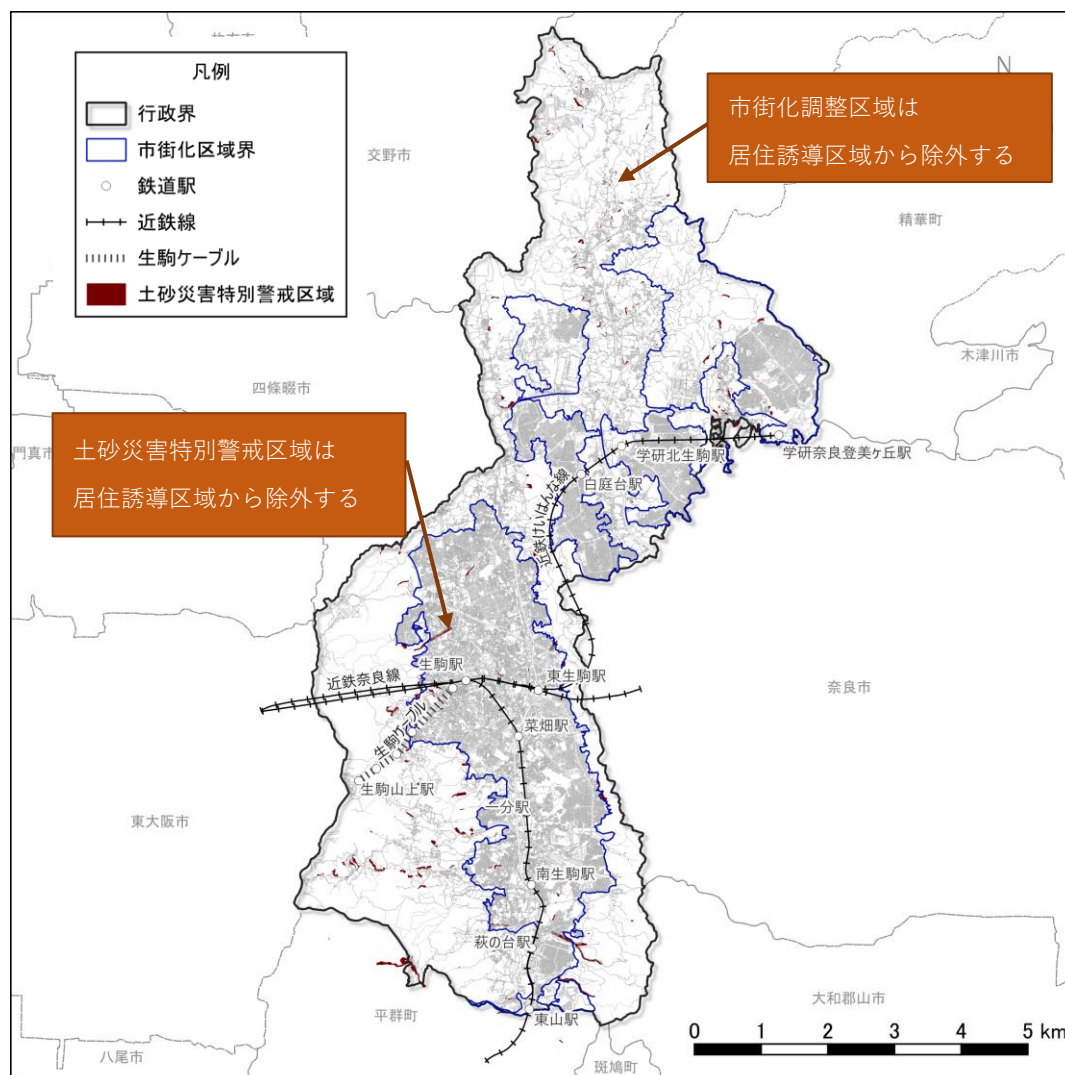 凡例
行政界
市街化区域界
鉄道駅
近鉄線
生駒ケーブル
土砂災害特別警戒区域
N
市街化調整区域は
居住誘導区域から除外する
交野市
精華町
木津川市
四條畷市
門真市
土砂災害特別警戒区域は
居住誘導区域から除外する
学研北生駒駅
学研奈良登美ヶ丘駅
白庭台駅
近鉄けいはんな線
生駒駅
近鉄奈良線
東生駒駅
奈良市
生駒ケーブル
菜畑駅
生駒山上駅
一分駅
東大阪市
南生駒駅
萩の台駅
大和郡山市
平群町
東山駅
0 1 2 3 4 5 km
八尾市
斑鳩町